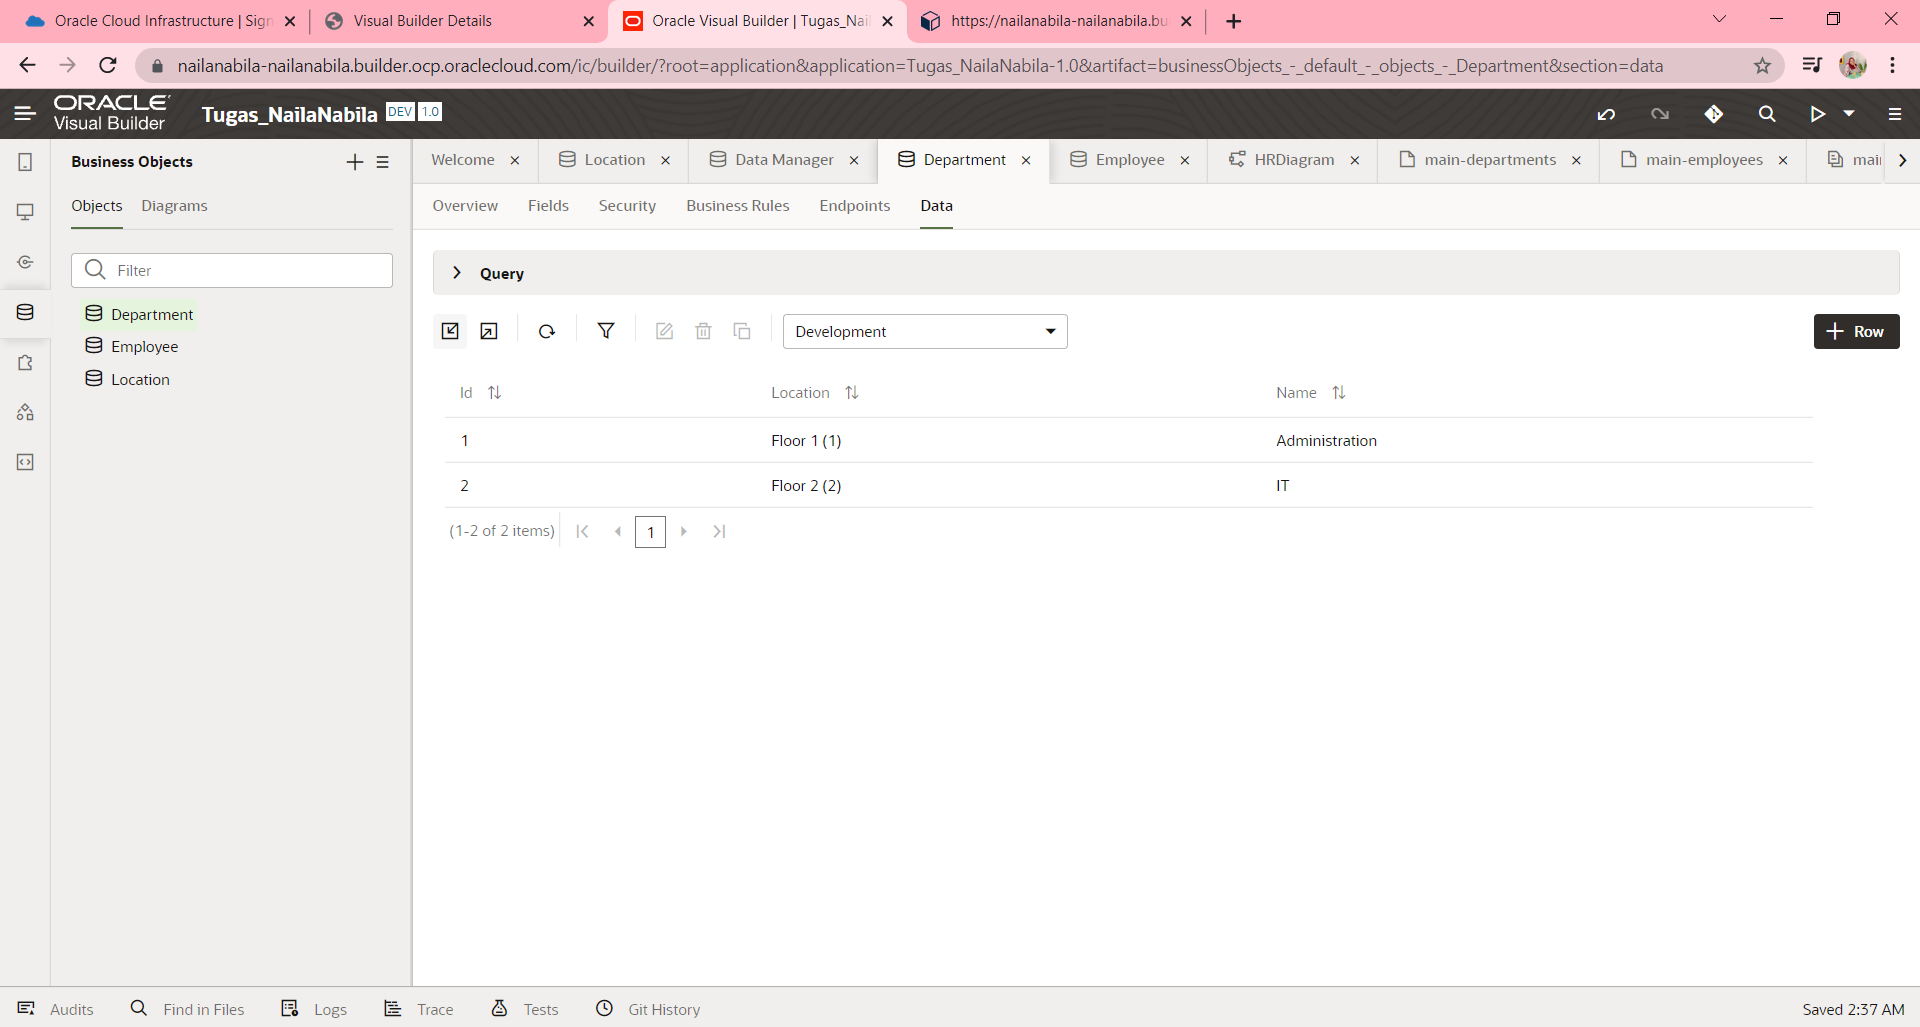 Oracle Cloud Infrastructure | Sign
Visual Builder Details
Oracle Visual Builder | Tugas_Nail
https://nailanabila-nailanabila.bu
nailanabila-nailanabila.builder.ocp.oraclecloud.com/ic/builder/?root=application&application=Tugas_NailaNabila-1.0&artifact=businessObjects_-_default_-_objects_-_Department&section=data
ORACLE
Visual Builder
Tugas_NailaNabila DEV 1.0
Business Objects
Welcome
Location
Data Manager
Department
Employee
HRDiagram
main-departments
main-employees
mai
Objects
Diagrams
Overview
Fields
Security
Business Rules
Endpoints
Data
Filter
Department
Employee
Location
Query
Development
Row
Id
Location
Name
1
Floor 1 (1)
Administration
2
Floor 2 (2)
IT
(1-2 of 2 items)
1
Audits
Find in Files
Logs
Trace
Tests
Git History
Saved 2:37 AM